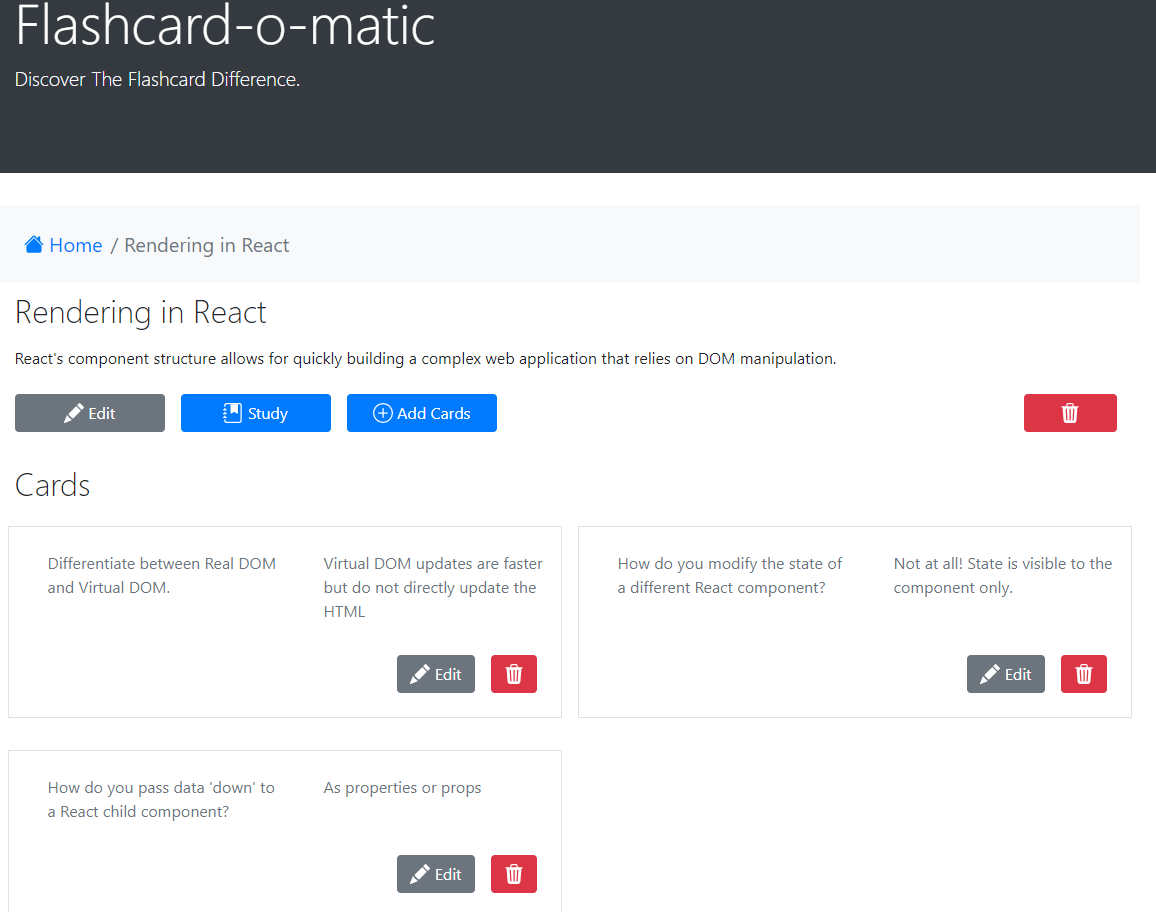 Flashcard-o-matic
Discover The Flashcard Difference.
Home / Rendering in React
Rendering in React
React's component structure allows for quickly building a complex web application that relies on DOM manipulation.
Edit
Study
Add Cards
Cards
Differentiate between Real DOM
and Virtual DOM.
Virtual DOM updates are faster
but do not directly update the
HTML
Edit
How do you modify the state of
a different React component?
Not at all! State is visible to the
component only.
Edit
How do you pass data 'down' to
a React child component?
As properties or props
Edit